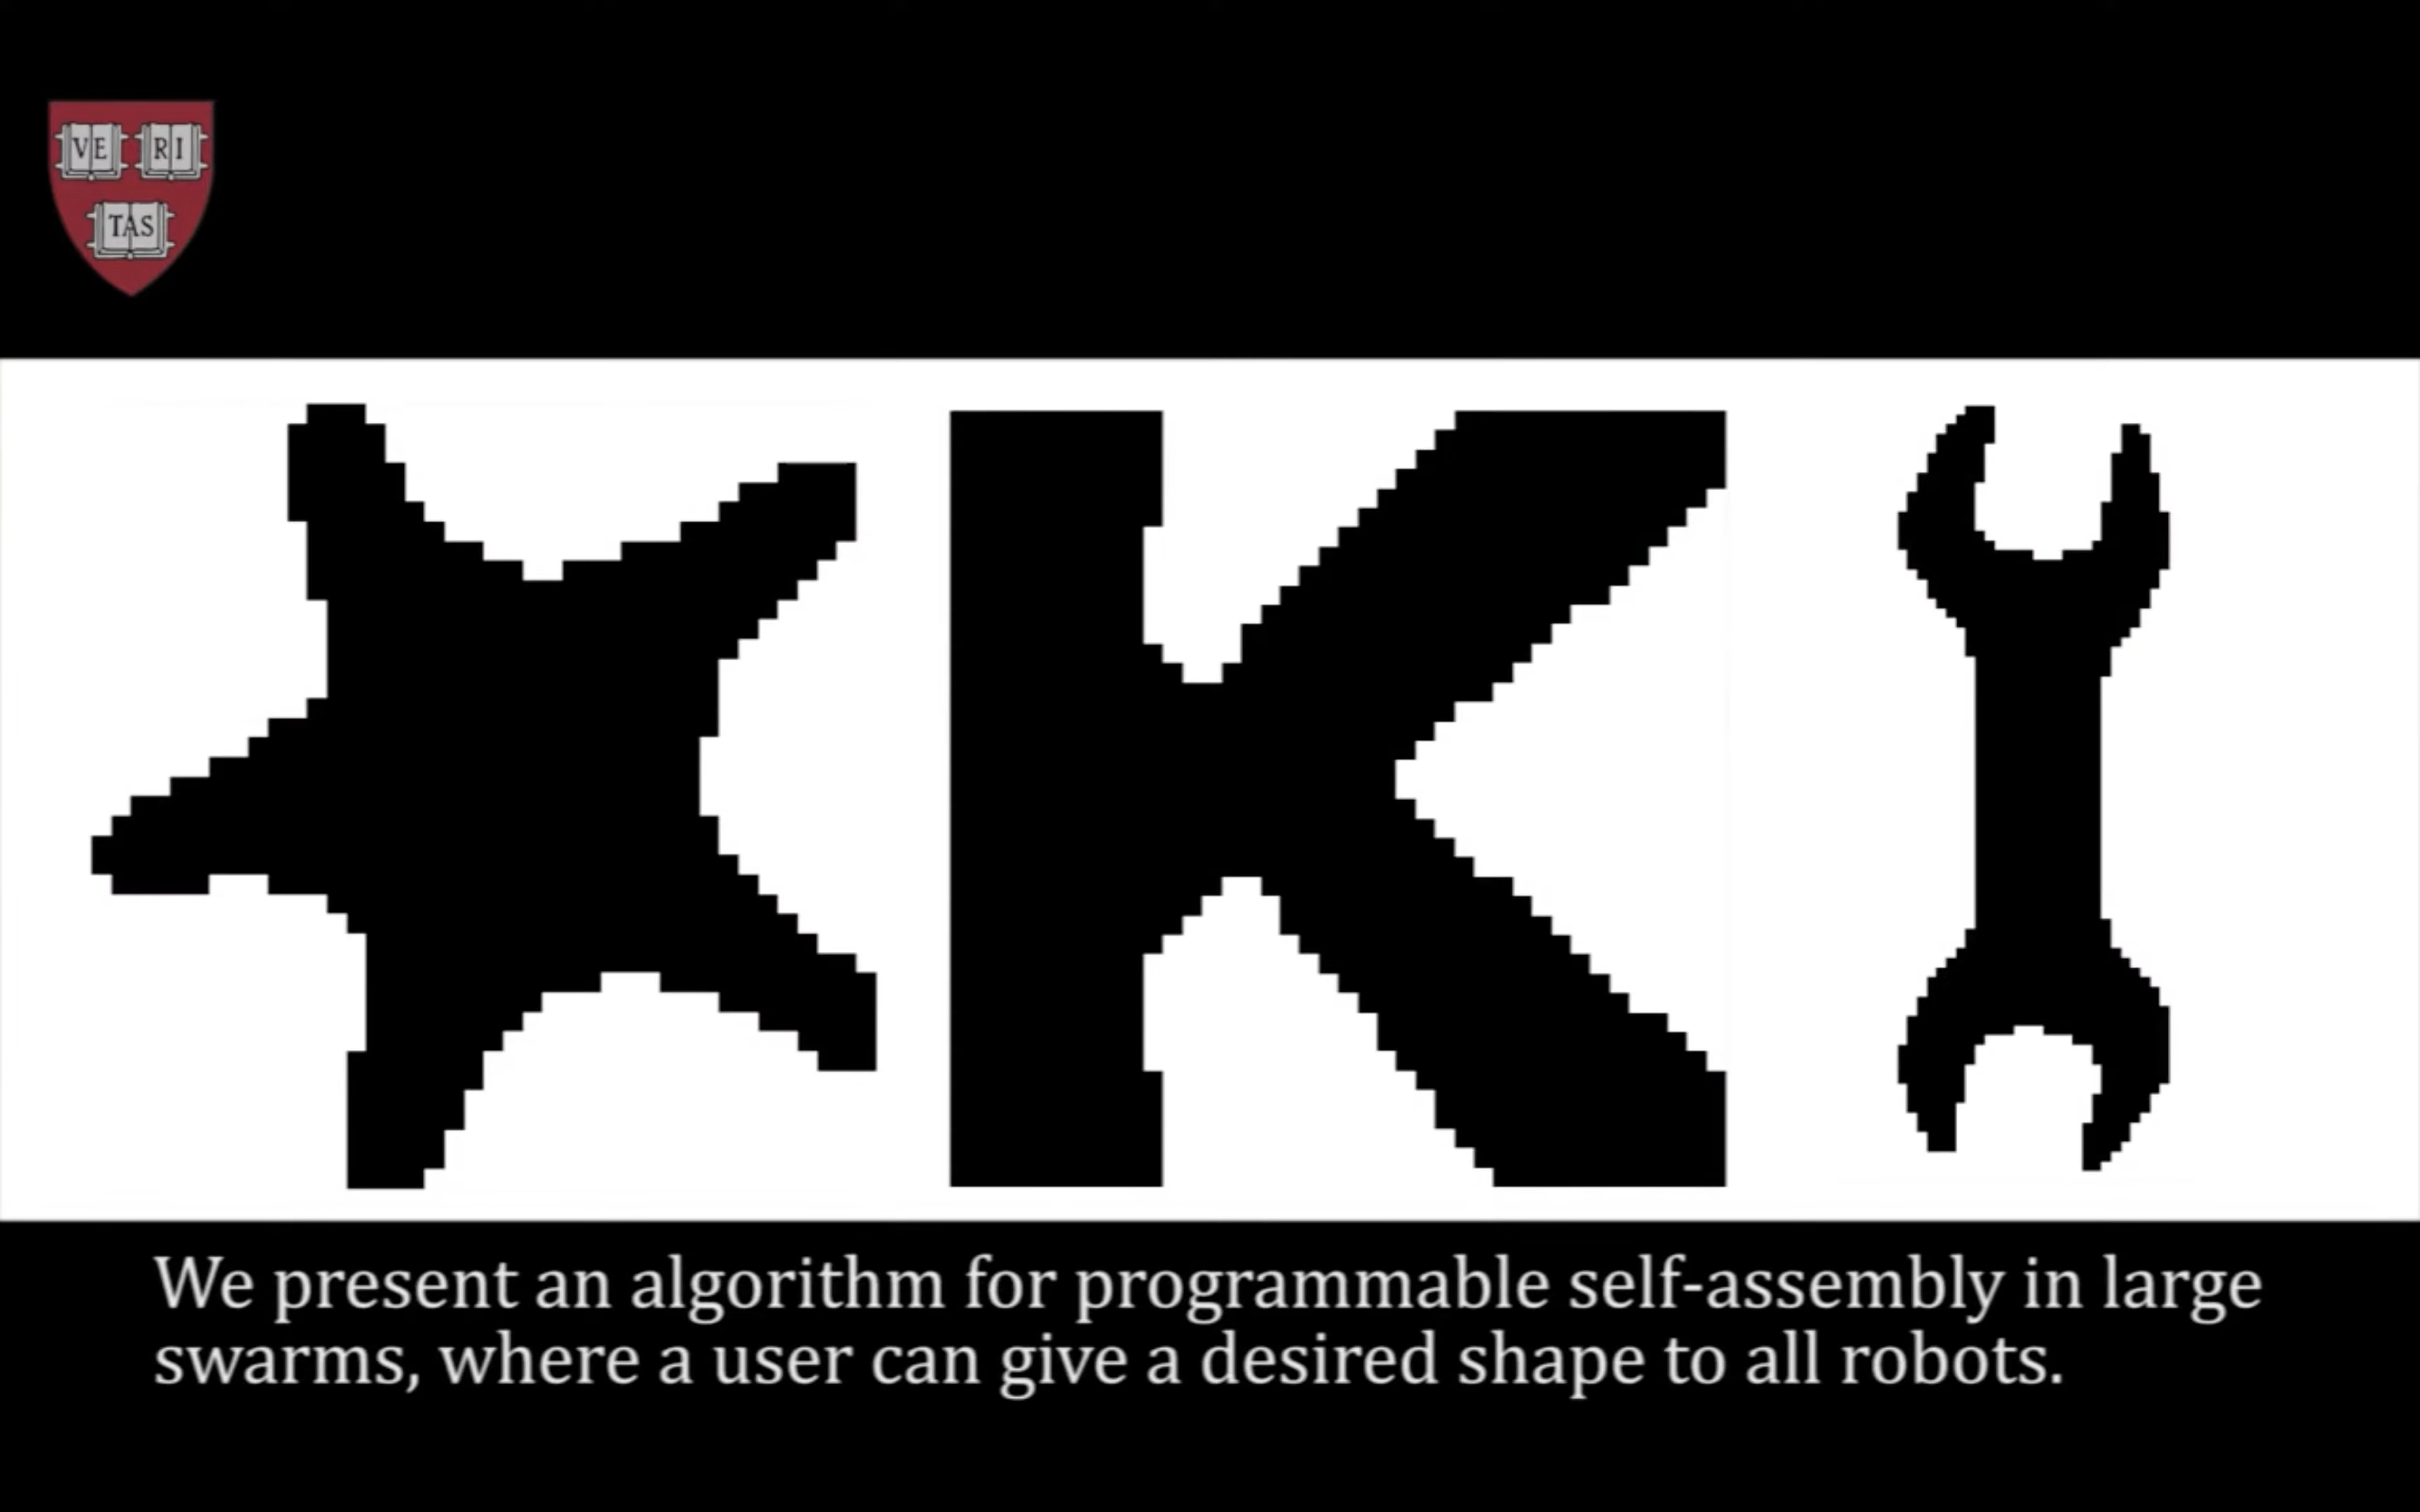 VE RI
TAS
K
We present an algorithm for programmable self-assembly in large
swarms, where a user can give a desired shape to all robots.